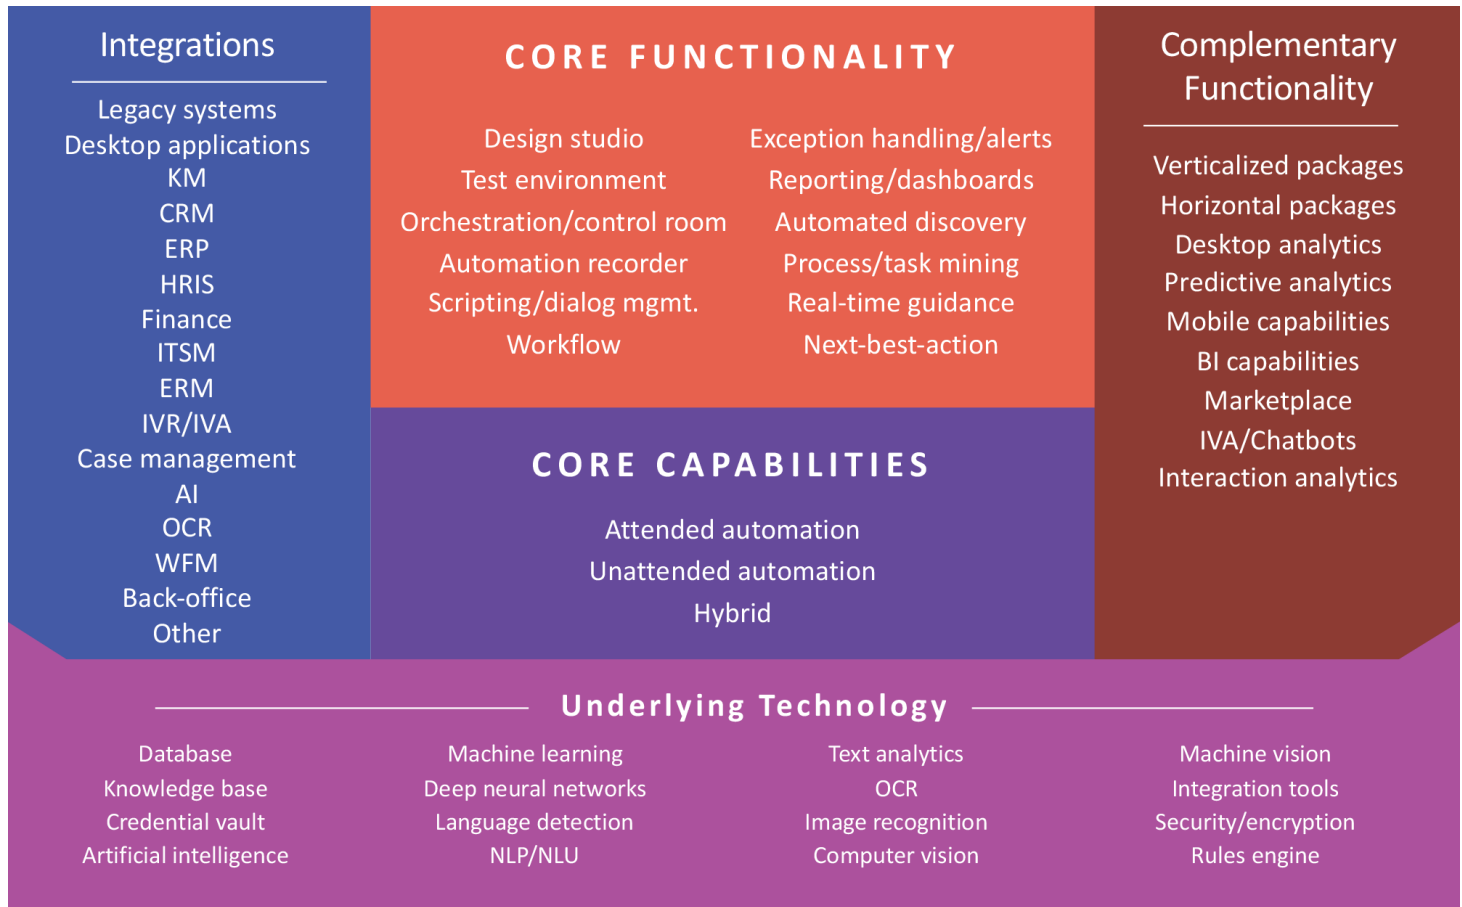 Integrations
Legacy systems
Desktop applications
KM
CRM
ERP
HRIS
Finance
ITSM
ERM
IVR/IVA
Case management
AI
OCR
WFM
Back-office
Other
CORE FUNCTIONALITY
Design studio
Test environment
Orchestration/control room
Automation recorder
Scripting/dialog mgmt.
Workflow
Exception handling/alerts
Reporting/dashboards
Automated discovery
Process/task mining
Real-time guidance
Next-best-action
CORE CAPABILITIES
Attended automation
Unattended automation
Hybrid
Complementary
Functionality
Verticalized packages
Horizontal packages
Desktop analytics
Predictive analytics
Mobile capabilities
BI capabilities
Marketplace
IVA/Chatbots
Interaction analytics
Underlying Technology
Database
Knowledge base
Credential vault
Artificial intelligence
Machine learning
Deep neural networks
Language detection
NLP/NLU
Text analytics
OCR
Image recognition
Computer vision
Machine vision
Integration tools
Security/encryption
Rules engine